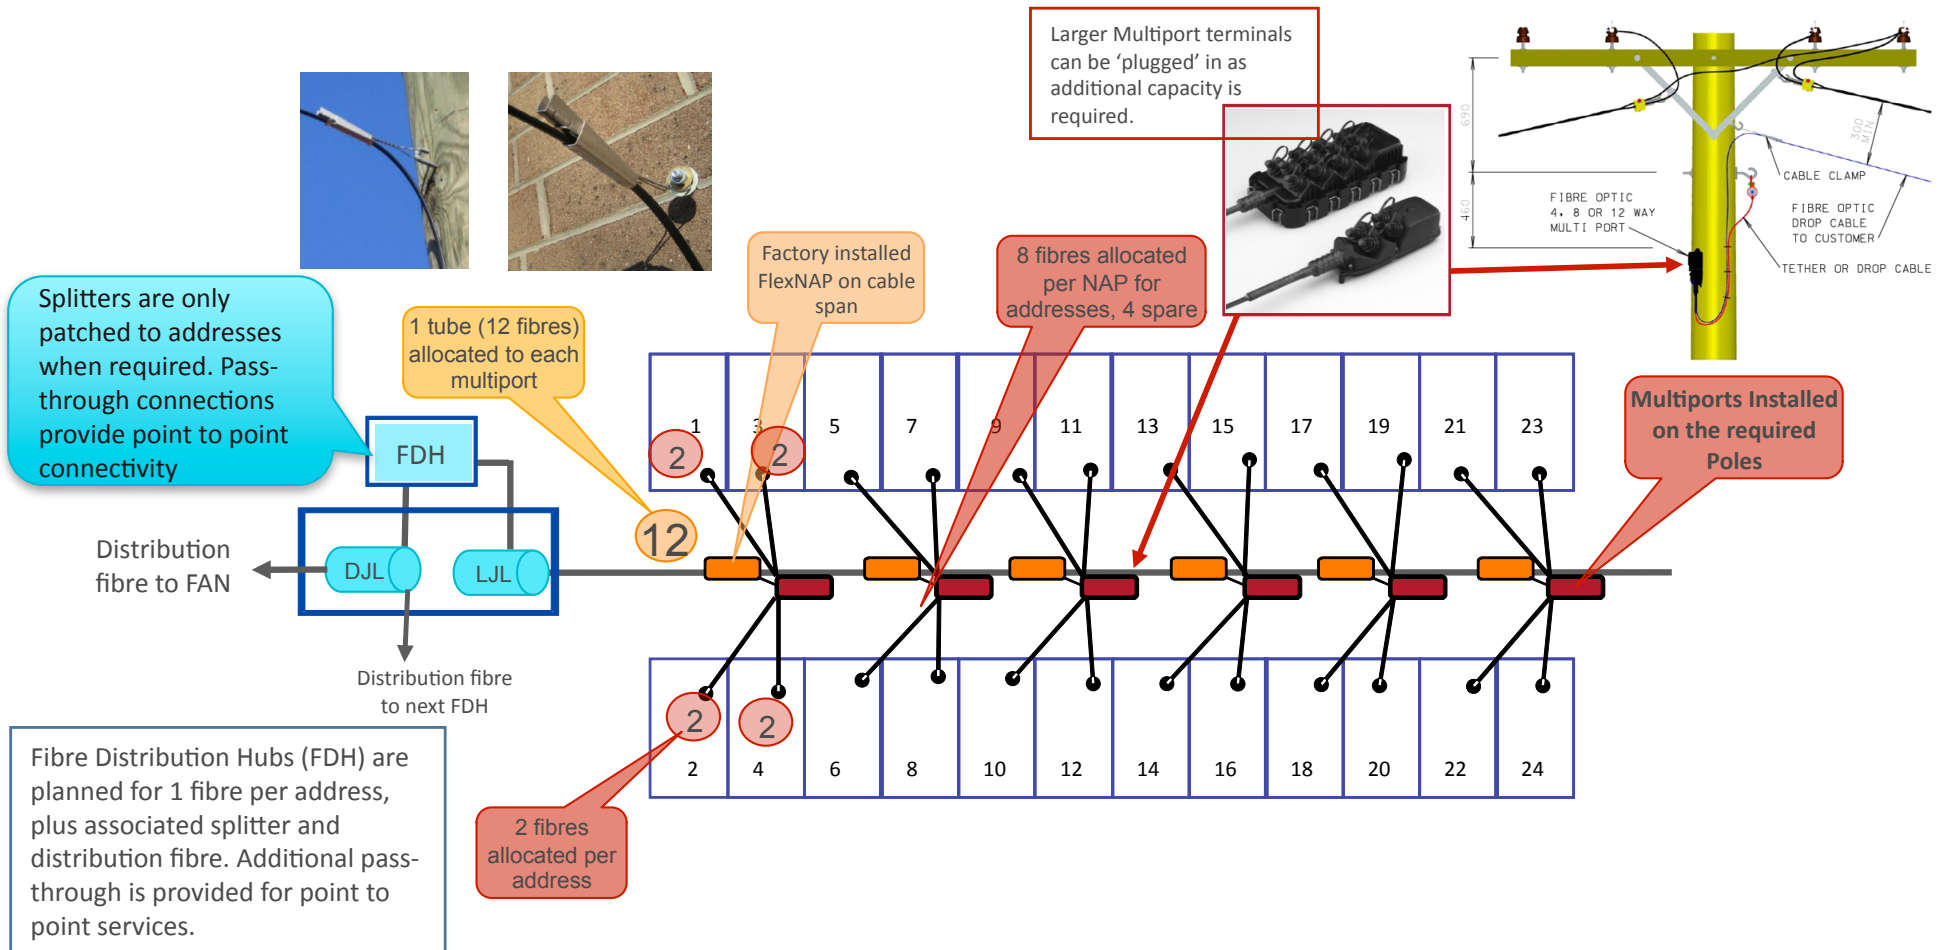 Larger Multiport terminals
can be ‘plugged’ in as
additional capacity is
required.
690
460
300
MIN
CABLE CLAMP
FIBRE OPTIC
4, 8 OR 12 WAY
MULTI PORT
FIBRE OPTIC
DROP CABLE
TO CUSTOMER
TETHER OR DROP CABLE
Splitters are only
patched to addresses
when required. Pass-
through connections
provide point to point
connectivity
1 tube (12 fibres)
allocated to each
multiport
Factory installed
FlexNAP on cable
span
8 fibres allocated
per NAP for
addresses, 4 spare
Multiports Installed
on the required
Poles
FDH
1 3 5 7 9 11 13 15 17 19 21 23
2 2
12
Distribution
fibre to FAN
DJL
LJL
Distribution fibre
to next FDH
2 2
2 4 6 8 10 12 14 16 18 20 22 24
2 fibres
allocated per
address
Fibre Distribution Hubs (FDH) are
planned for 1 fibre per address,
plus associated splitter and
distribution fibre. Additional pass-
through is provided for point to
point services.